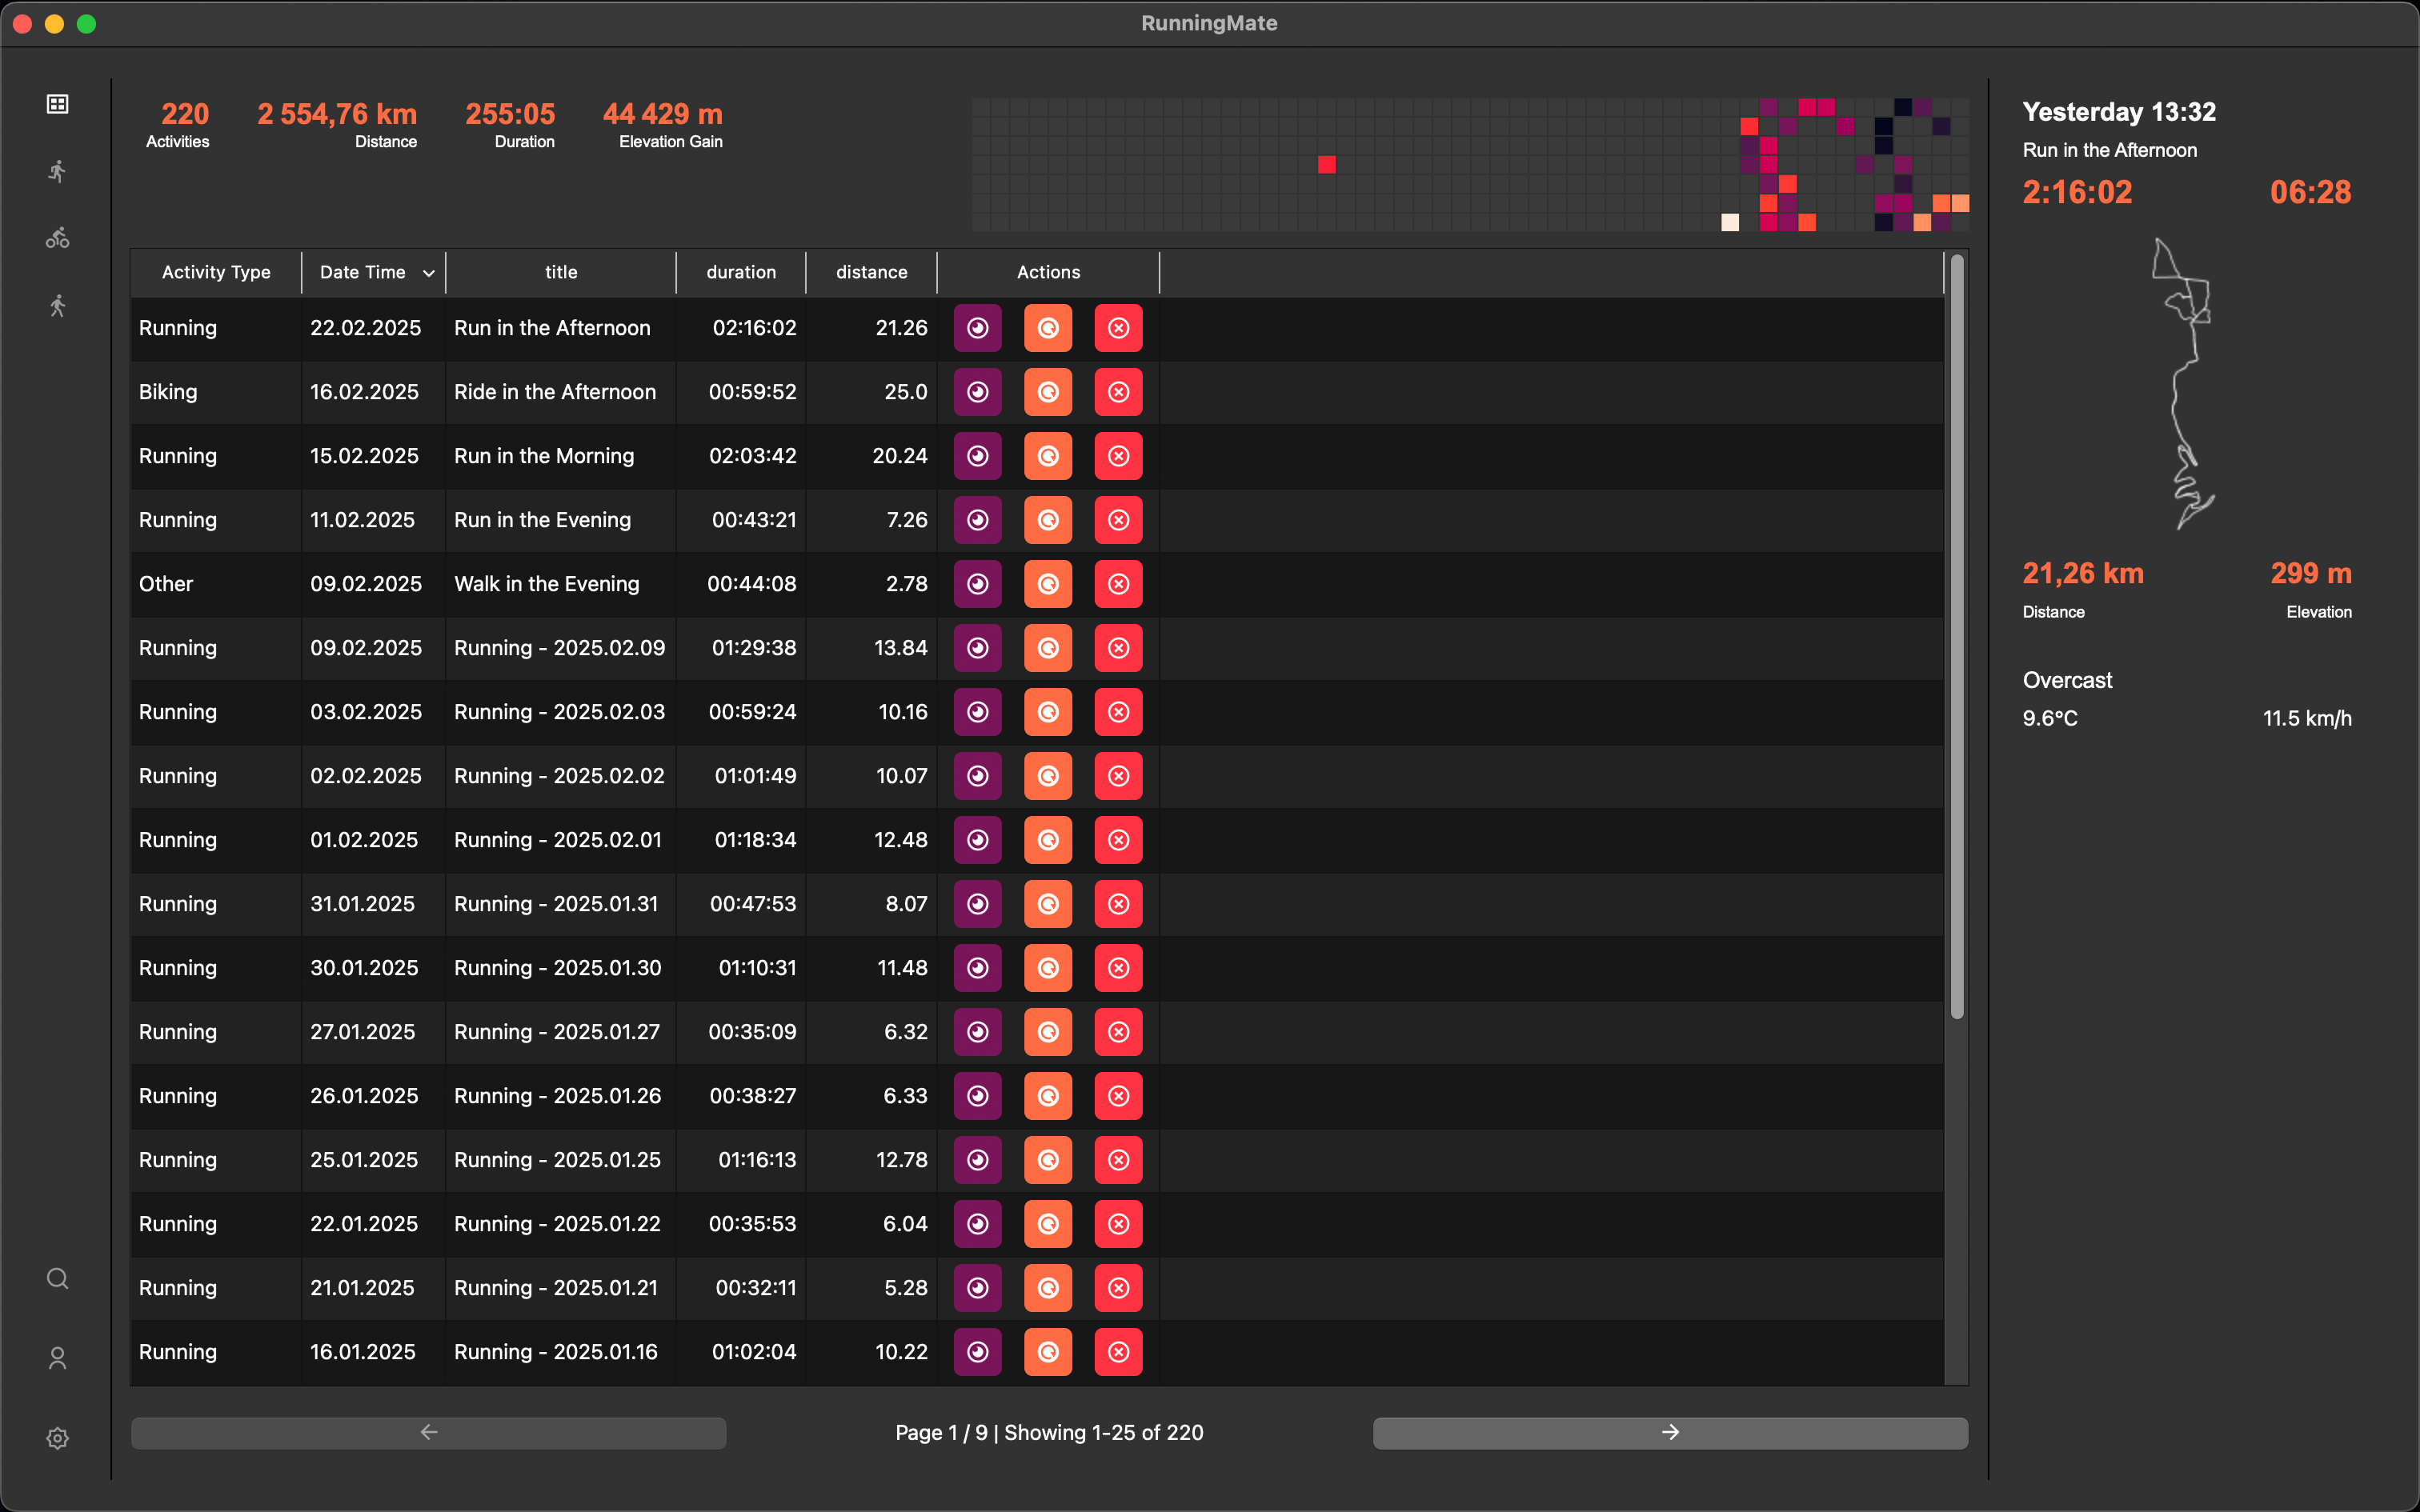 RunningMate
220 2 554,76 km 255:05 44 429 m
Activities Distance Duration Elevation Gain
Activity Type Date Time title duration distance Actions
Running 22.02.2025 Run in the Afternoon 02:16:02 21.26
Biking 16.02.2025 Ride in the Afternoon 00:59:52 25.0
Running 15.02.2025 Run in the Morning 02:03:42 20.24
Running 11.02.2025 Run in the Evening 00:43:21 7.26
Other 09.02.2025 Walk in the Evening 00:44:08 2.78
Running 09.02.2025 Running - 2025.02.09 01:29:38 13.84
Running 03.02.2025 Running - 2025.02.03 00:59:24 10.16
Running 02.02.2025 Running - 2025.02.02 01:01:49 10.07
Running 01.02.2025 Running - 2025.02.01 01:18:34 12.48
Running 31.01.2025 Running - 2025.01.31 00:47:53 8.07
Running 30.01.2025 Running - 2025.01.30 01:10:31 11.48
Running 27.01.2025 Running - 2025.01.27 00:35:09 6.32
Running 26.01.2025 Running - 2025.01.26 00:38:27 6.33
Running 25.01.2025 Running - 2025.01.25 01:16:13 12.78
Running 22.01.2025 Running - 2025.01.22 00:35:53 6.04
Running 21.01.2025 Running - 2025.01.21 00:32:11 5.28
Running 16.01.2025 Running - 2025.01.16 01:02:04 10.22
Page 1 / 9 | Showing 1-25 of 220
Yesterday 13:32
Run in the Afternoon
2:16:02 06:28
21,26 km 299 m
Distance Elevation
Overcast
9.6°C 11.5 km/h